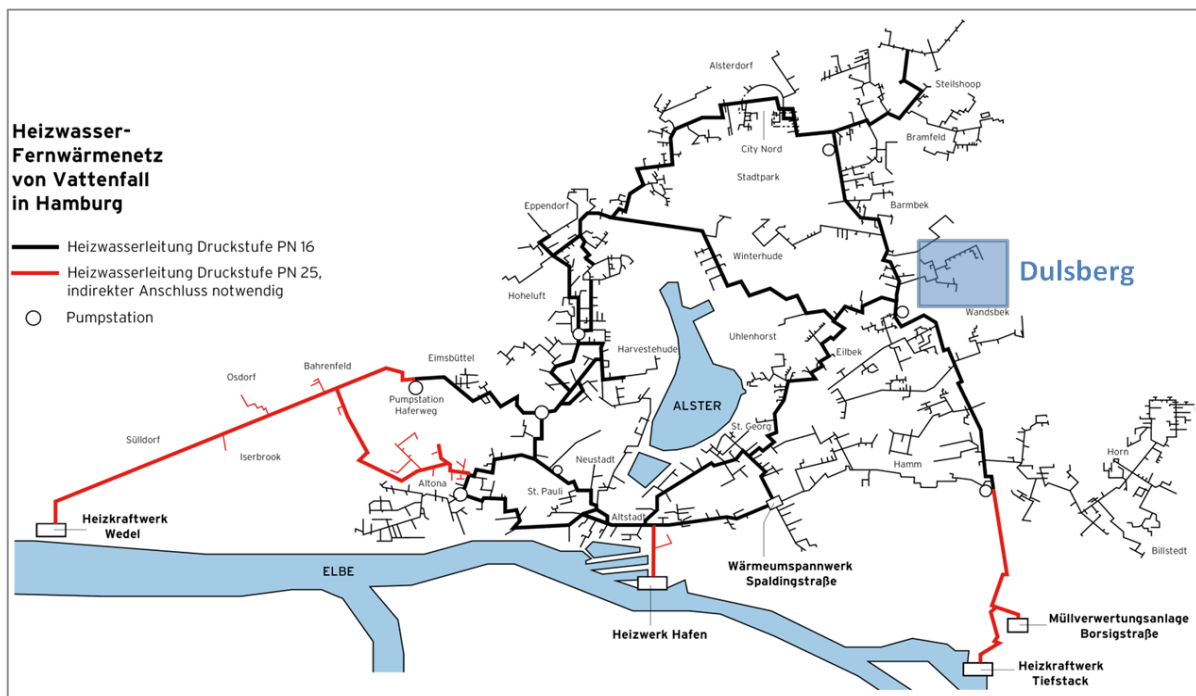 Heizwasser-
Fernwärmenetz
von Vattenfall
in Hamburg
Heizwasserleitung Druckstufe PN 16
Heizwasserleitung Druckstufe PN 25,
indirekter Anschluss notwendig
Pumpstation
Alsterdorf
Steilshoop
City Nord
Bramfeld
Stadtpark
Eppendorf
Barmbek
Winterhude
Dulsberg
Hoheluft
Wandsbek
Uhlenhorst
Harvestehude
Eilbek
Eimsbüttel
Bahrenfeld
Osdorf
Pumpstation
Haferweg
ALSTER
St. Georg
Sülldorf
Iserbrook
Neustadt
Hamm
Horn
Altona
St. Pauli
Altstadt
Heizkraftwerk
Wedel
Billstedt
ELBE
Wärmeumspannwerk
Spaldingstraße
Heizwerk Hafen
Müllverwertungsanlage
Borsigstraße
Heizkraftwerk
Tiefstack